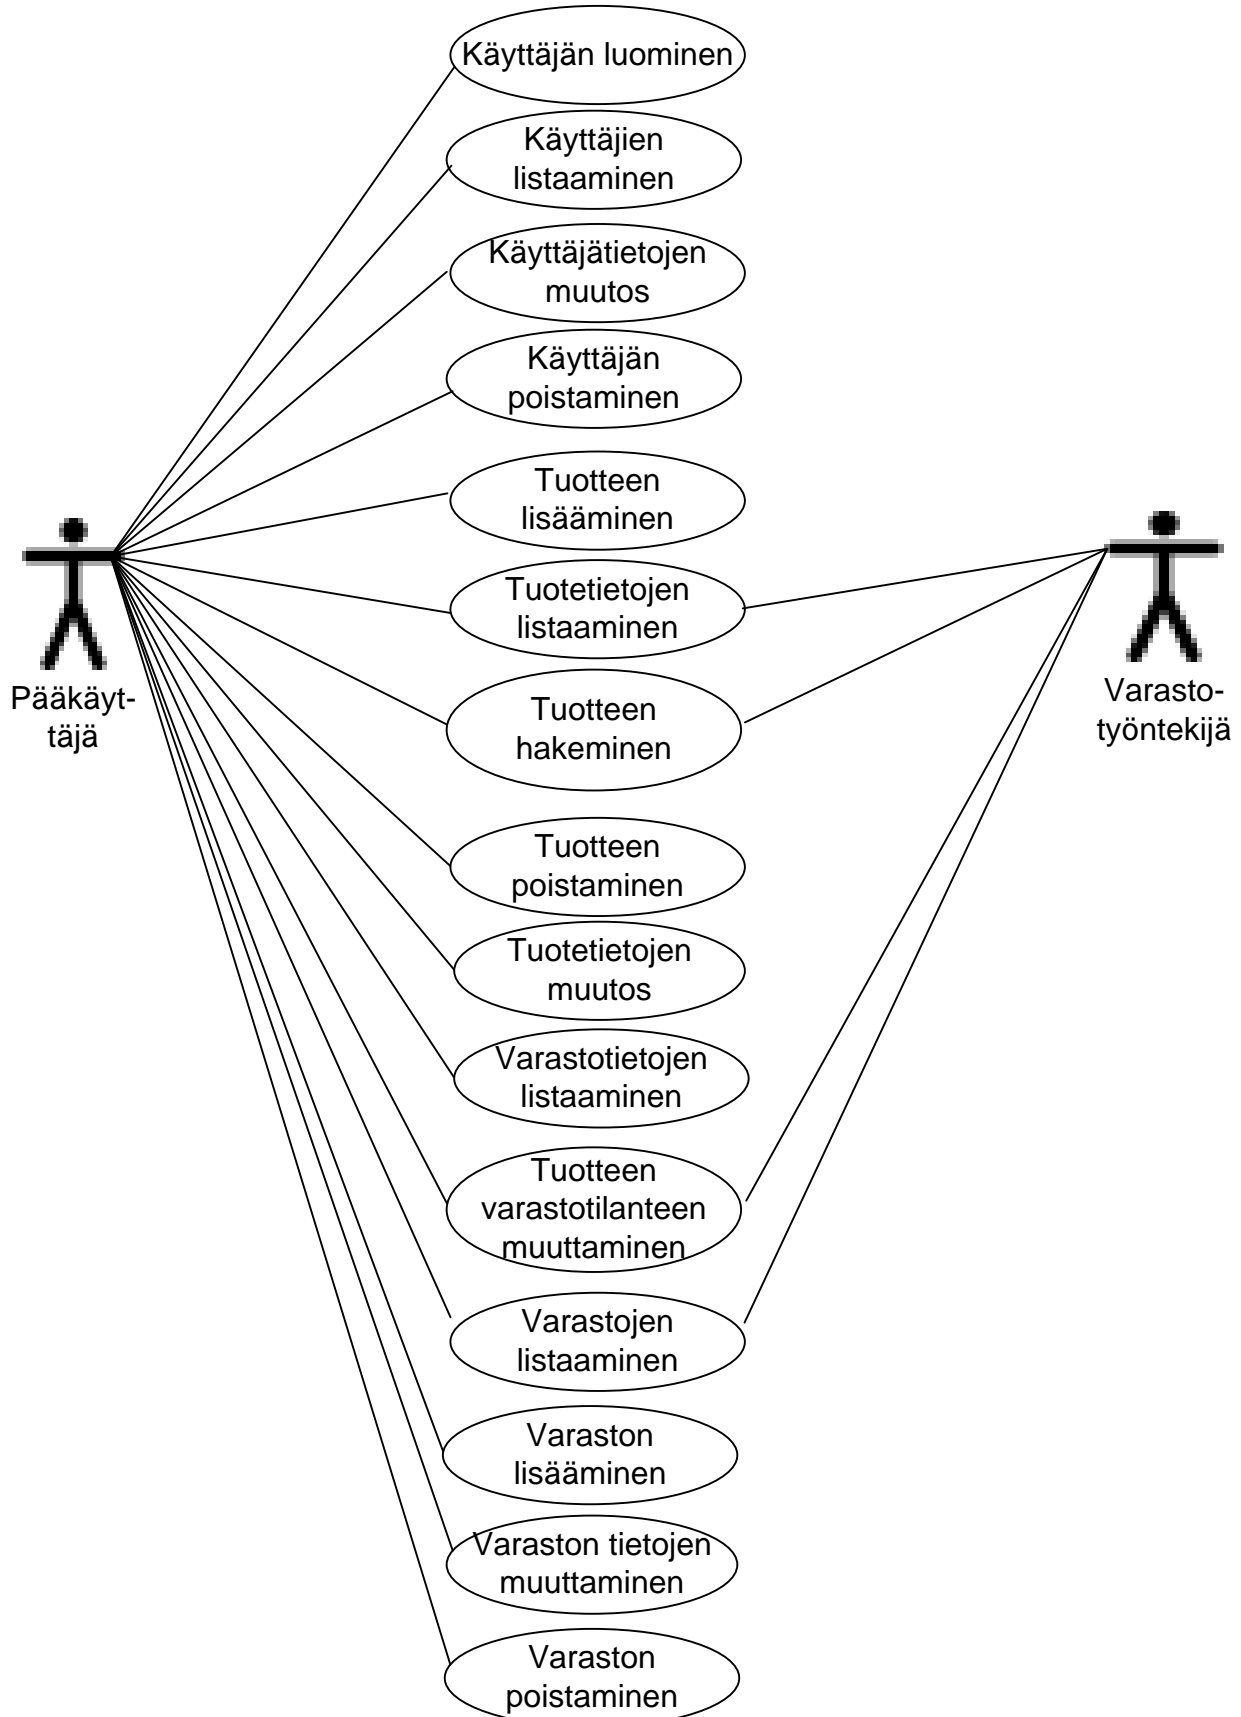 Käyttäjän luominen
Käyttäjien
listaaminen
Käyttäjätietojen
muutos
Käyttäjän
poistaminen
Tuotteen
lisääminen
Tuotetietojen
listaaminen
Pääkäyt-
täjä
Tuotteen
hakeminen
Varasto-
työntekijä
Tuotteen
poistaminen
Tuotetietojen
muutos
Varastotietojen
listaaminen
Tuotteen
varastotilanteen
muuttaminen
Varastojen
listaaminen
Varaston
lisääminen
Varaston tietojen
muuttaminen
Varaston
poistaminen